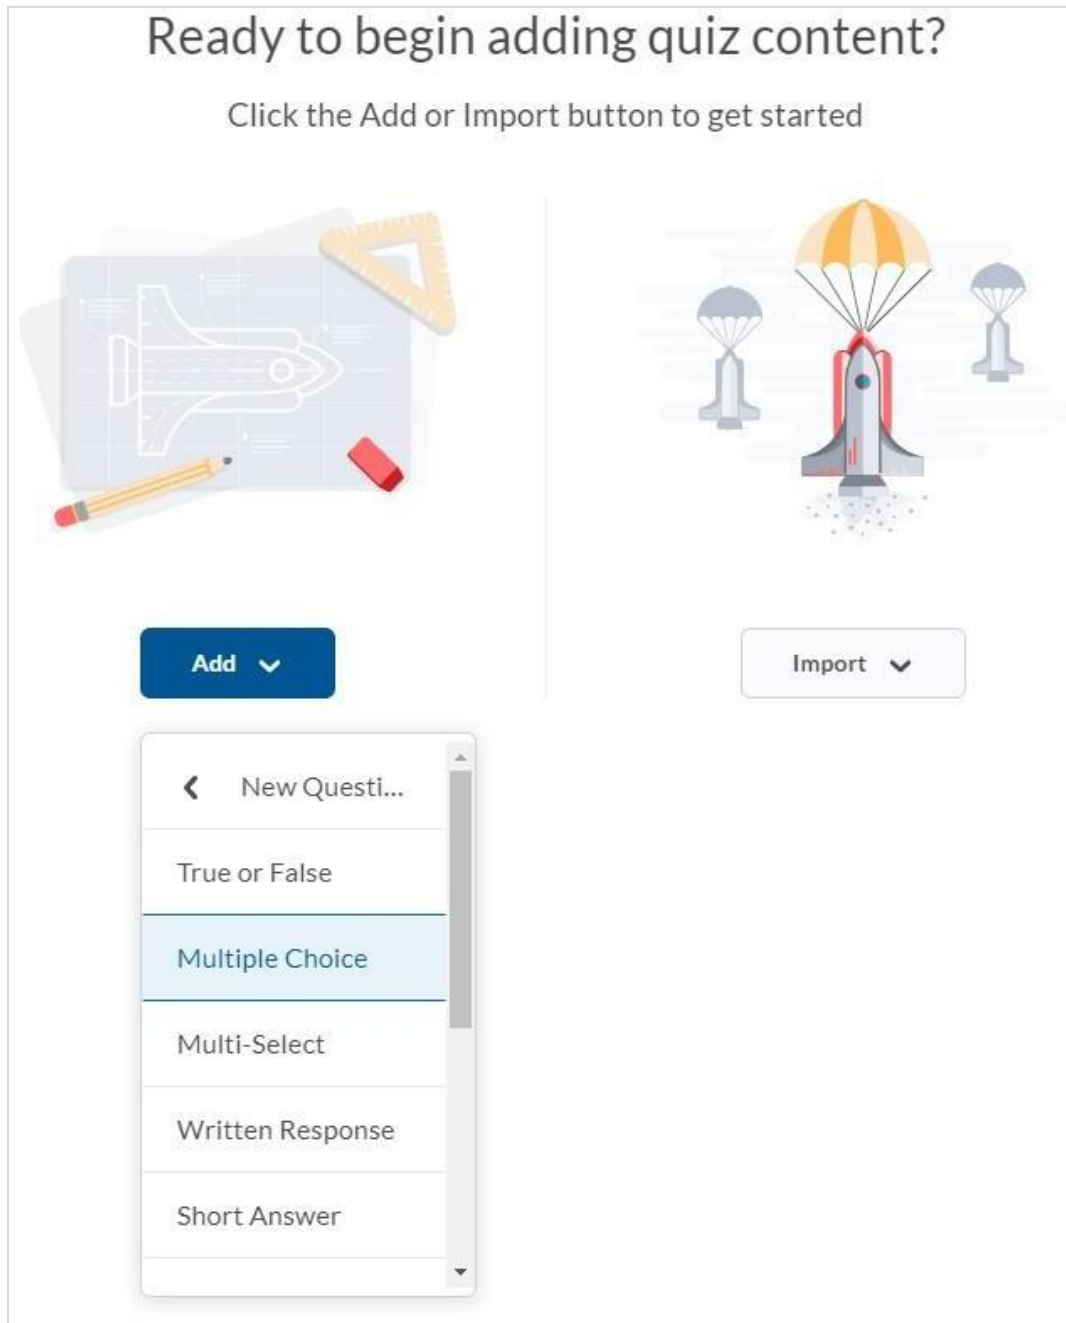 Ready to begin adding quiz content?
Click the Add or Import button to get started
Add
Import
New Questi...
True or False
Multiple Choice
Multi-Select
Written Response
Short Answer